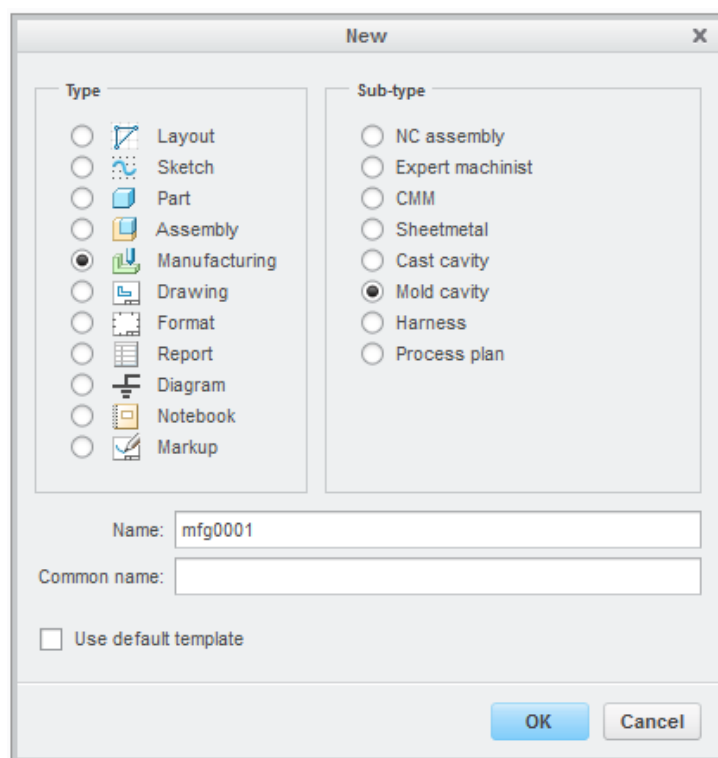 New
Type
Layout
Sketch
Part
Assembly
Manufacturing
Drawing
Format
Report
Diagram
Notebook
Markup
Sub-type
NC assembly
Expert machinist
CMM
Sheetmetal
Cast cavity
Mold cavity
Harness
Process plan
Name: mfg0001
Common name:
Use default template
OK Cancel